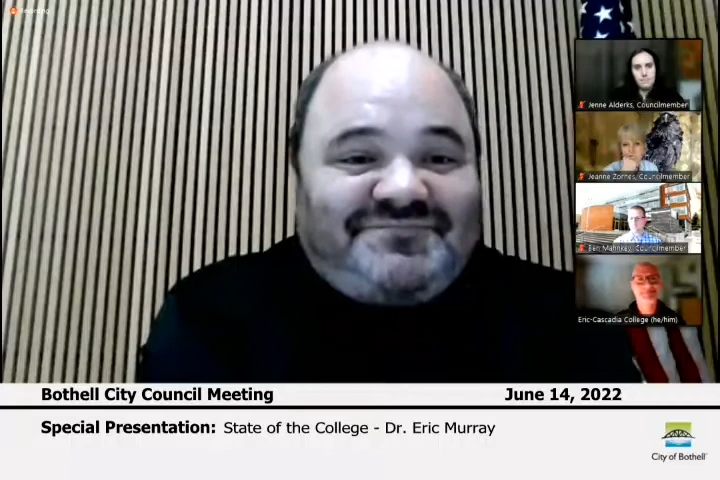 Recording
Jenne Alderks, Councilmember
Jeanne Zornes, Councilmember
Ben Mahnkey, Councilmember
Eric-Cascadia College (he/him)
Bothell City Council Meeting
June 14, 2022
Special Presentation: State of the College - Dr. Eric Murray
City of Bothell